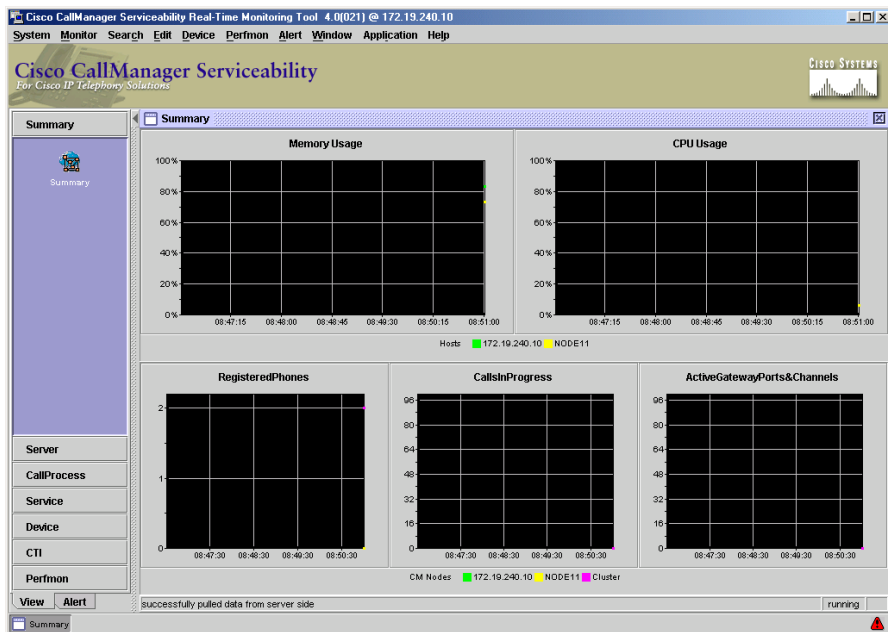 Cisco CallManager Serviceability Real-Time Monitoring Tool 4.0(021) @ 172.19.240.10
System Monitor Search Edit Device Perfmon Alert Window Application Help
Cisco CallManager Serviceability
For Cisco IP Telephony Solutions
CISCO SYSTEMS
Summary
Summary
Summary
Memory Usage
100%
80%
60%
40%
20%
0%
08:47:15 08:48:00 08:48:45 08:49:30 08:50:15 08:51:00
CPU Usage
100%
80%
60%
40%
20%
0%
08:47:15 08:48:00 08:48:45 08:49:30 08:50:15 08:51:00
Hosts 172.19.240.10 NODE11
RegisteredPhones
2
1
0
08:47:30 08:48:30 08:49:30 08:50:30
CallsInProgress
96
80
64
48
32
16
0
08:47:30 08:48:30 08:49:30 08:50:30
ActiveGatewayPorts&Channels
96
80
64
48
32
16
0
08:47:30 08:48:30 08:49:30 08:50:30
CM Nodes 172.19.240.10 NODE11 Cluster
Server
CallProcess
Service
Device
CTI
Perfmon
View Alert
successfully pulled data from server side
running
Summary